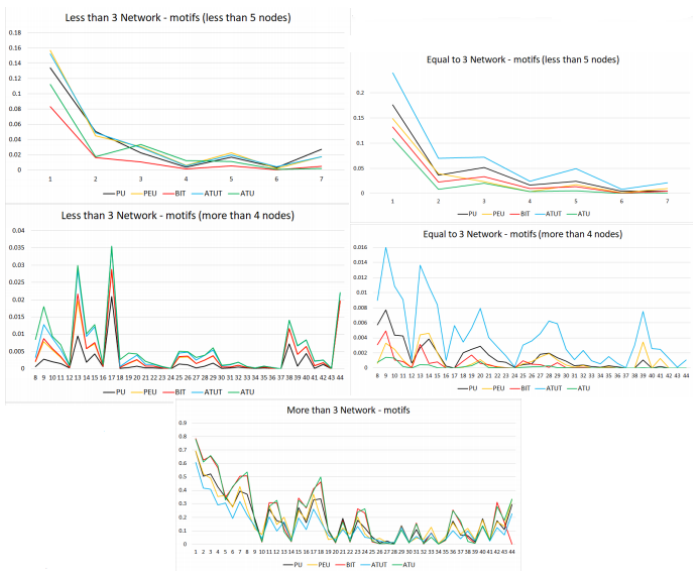 Less than 3 Network - motifs (less than 5 nodes)
0.18
0.16
0.14
0.12
0.1
0.08
0.06
0.04
0.02
0
1 2 3 4 5 6 7
PU PEU BIT ATUT ATU
Equal to 3 Network - motifs (less than 5 nodes)
0.2
0.15
0.1
0.05
0
1 2 3 4 5 6 7
PU PEU BIT ATUT ATU
Less than 3 Network - motifs (more than 4 nodes)
0.04
0.035
0.03
0.025
0.02
0.015
0.01
0.005
0
8 9 10 11 12 13 14 15 16 17 18 19 20 21 22 23 24 25 26 27 28 29 30 31 32 33 34 35 36 37 38 39 40 41 42 43 44
PU PEU BIT ATUT ATU
Equal to 3 Network - motifs (more than 4 nodes)
0.016
0.014
0.012
0.01
0.008
0.006
0.004
0.002
0
8 9 10 11 12 13 14 15 16 17 18 19 20 21 22 23 24 25 26 27 28 29 30 31 32 33 34 35 36 37 38 39 40 41 42 43 44
PU PEU BIT ATUT ATU
More than 3 Network - motifs
0.9
0.8
0.7
0.6
0.5
0.4
0.3
0.2
0.1
0
1 2 3 4 5 6 7 8 9 10 11 12 13 14 15 16 17 18 19 20 21 22 23 24 25 26 27 28 29 30 31 32 33 34 35 36 37 38 39 40 41 42 43 44
PU PEU BIT ATUT ATU